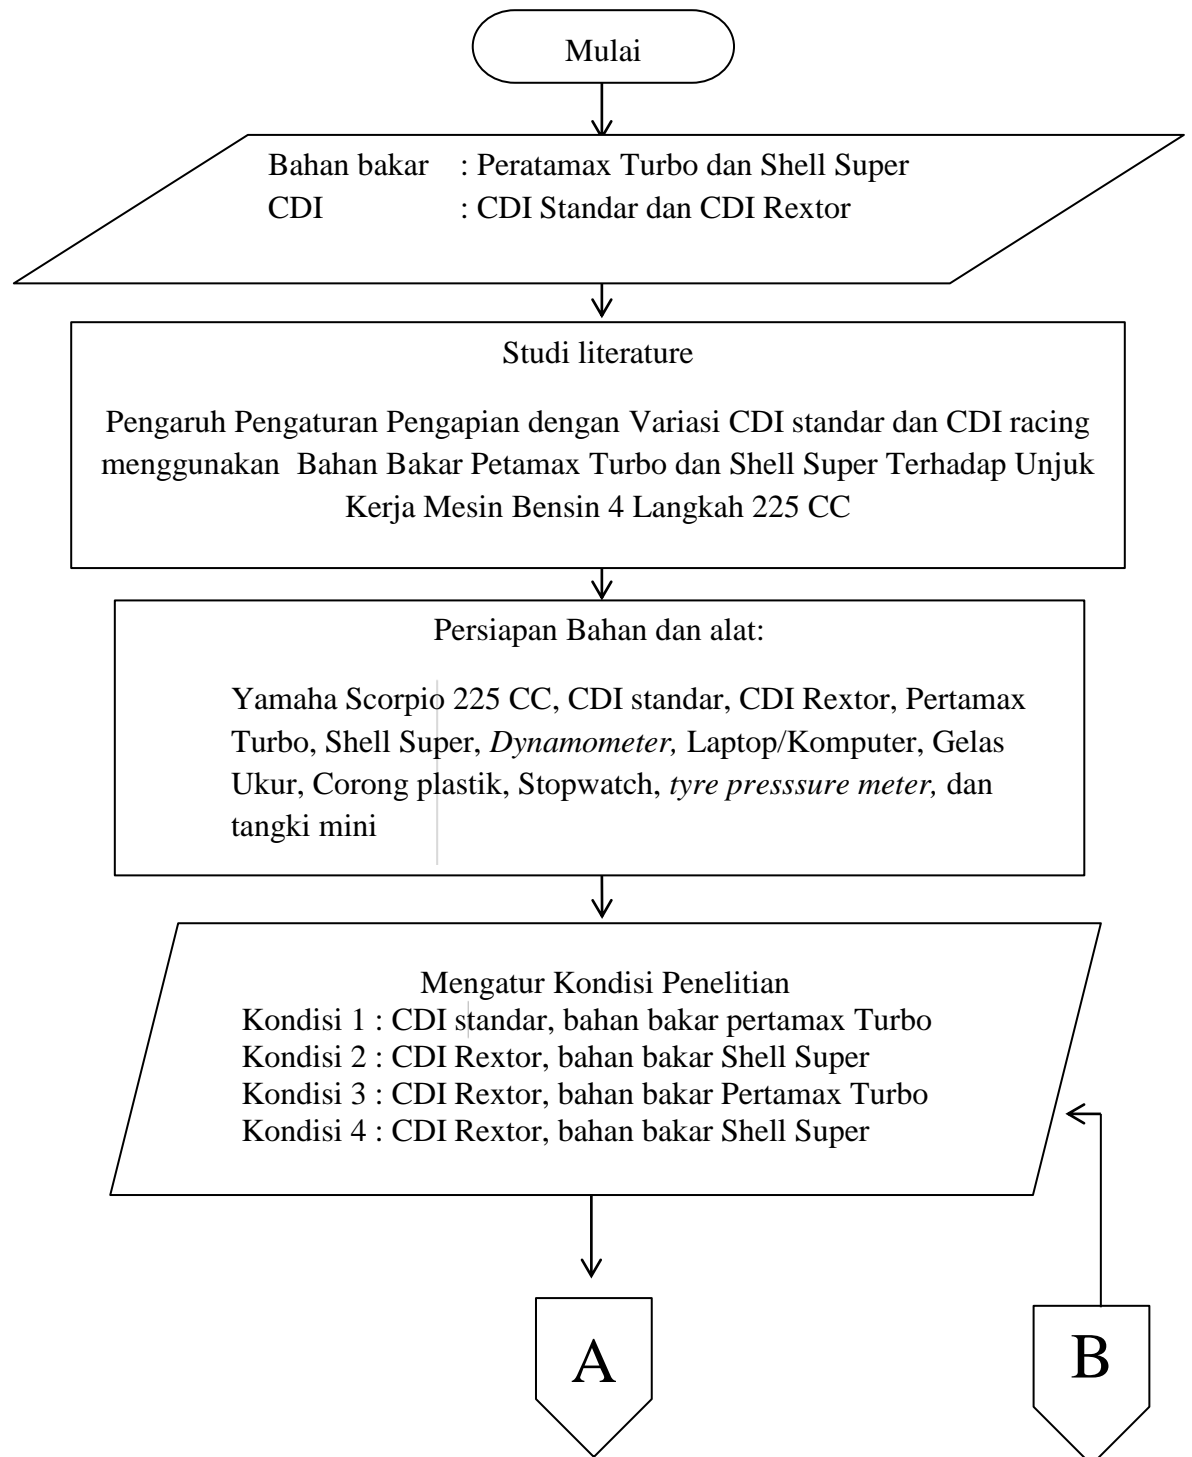 Mulai
Bahan bakar : Peratamax Turbo dan Shell Super
CDI : CDI Standar dan CDI Rextor
Studi literature
Pengaruh Pengaturan Pengapian dengan Variasi CDI standar dan CDI racing
menggunakan Bahan Bakar Petamax Turbo dan Shell Super Terhadap Unjuk
Kerja Mesin Bensin 4 Langkah 225 CC
Persiapan Bahan dan alat:
Yamaha Scorpio 225 CC, CDI standar, CDI Rextor, Pertamax
Turbo, Shell Super, Dynamometer, Laptop/Komputer, Gelas
Ukur, Corong plastik, Stopwatch, tyre presssure meter, dan
tangki mini
Mengatur Kondisi Penelitian
Kondisi 1 : CDI standar, bahan bakar pertamax Turbo
Kondisi 2 : CDI Rextor, bahan bakar Shell Super
Kondisi 3 : CDI Rextor, bahan bakar Pertamax Turbo
Kondisi 4 : CDI Rextor, bahan bakar Shell Super
A
B